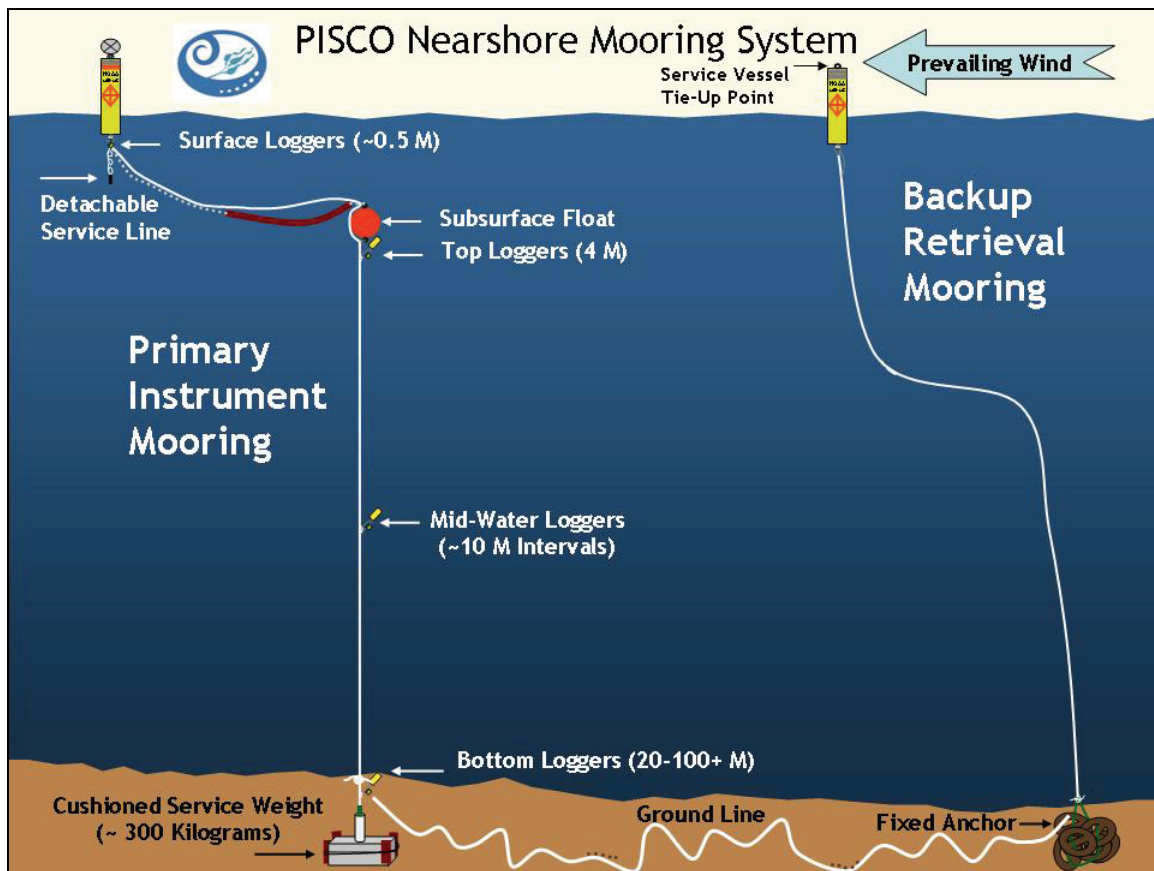 PISCO Nearshore Mooring System
Service Vessel
Tie-Up Point
Prevailing Wind
Surface Loggers (~0.5 M)
Detachable
Service Line
Subsurface Float
Top Loggers (4 M)
Backup
Retrieval
Mooring
Primary
Instrument
Mooring
Mid-Water Loggers
(~10 M Intervals)
Bottom Loggers (20-100+ M)
Cushioned Service Weight
(~ 300 Kilograms)
Ground Line
Fixed Anchor